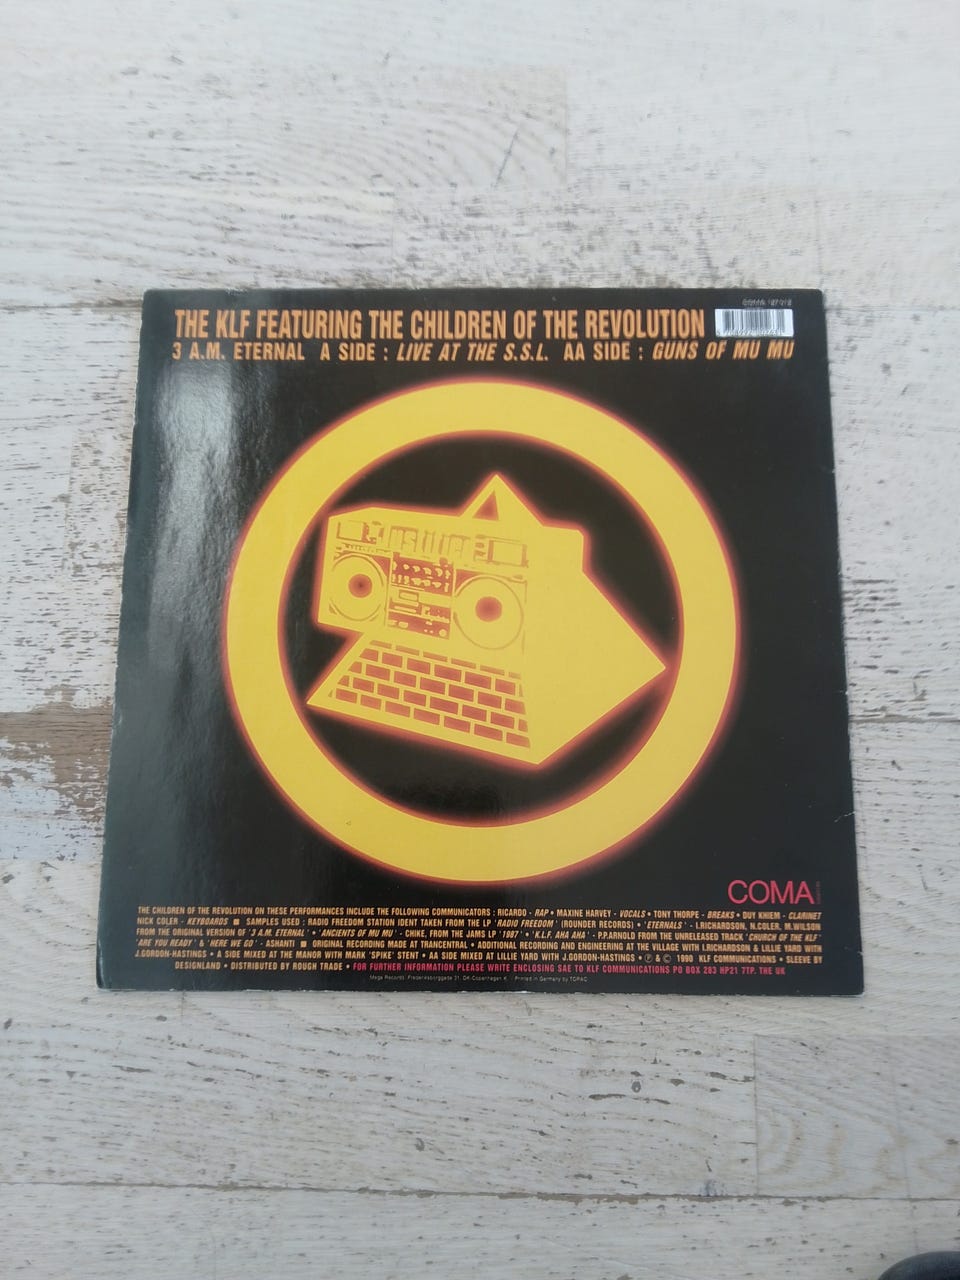 COMA
THE KLF FEATURING THE CHILDREN OF THE REVOLUTION
3 A.M. ETERNAL A SIDE : LIVE AT THE S.S.L. AA SIDE : GUNS OF MU MU
COMA
THE CHILDREN OF THE REVOLUTION ON THESE PERFORMANCES INCLUDE THE FOLLOWING COMMUNICATORS : RICARDO - RAP • MAXINE HARVEY - VOCALS • TONY THORPE - BREAKS • DUY KHIEM - CLARINET
NICK COLER - KEYBOARDS ■ SAMPLES USED : RADIO FREEDOM STATION IDENT TAKEN FROM THE LP 'RADIO FREEDOM' (ROUNDER RECORDS) • 'ETERNALS' - I.RICHARDSON, N.COLER, M.WILSON
FROM THE ORIGINAL VERSION OF '3 A.M. ETERNAL' • 'ANCIENTS OF MU MU' - CHIKE, FROM THE JAMS LP '1987' • 'K.L.F. AHA AHA' - P.P.ARNOLD FROM THE UNRELEASED TRACK 'CHURCH OF THE KLF'
'ARE YOU READY' & 'HERE WE GO' - ASHANTI ■ ORIGINAL RECORDING MADE AT TRANCENTRAL • ADDITIONAL RECORDING AND ENGINEERING AT THE VILLAGE WITH I.RICHARDSON & LILLIE YARD WITH
J.GORDON-HASTINGS • A SIDE MIXED AT THE MANOR WITH MARK 'SPIKE' STENT • AA SIDE MIXED AT LILLIE YARD WITH J.GORDON-HASTINGS • ℗ & © 1990 KLF COMMUNICATIONS • SLEEVE BY
DESIGNLAND • DISTRIBUTED BY ROUGH TRADE • FOR FURTHER INFORMATION PLEASE WRITE ENCLOSING SAE TO KLF COMMUNICATIONS PO BOX 283 HP21 7TP. THE UK
Mega Records Frederiksborggade 31, DK-Copenhagen K. Printed in Germany by TOPAC